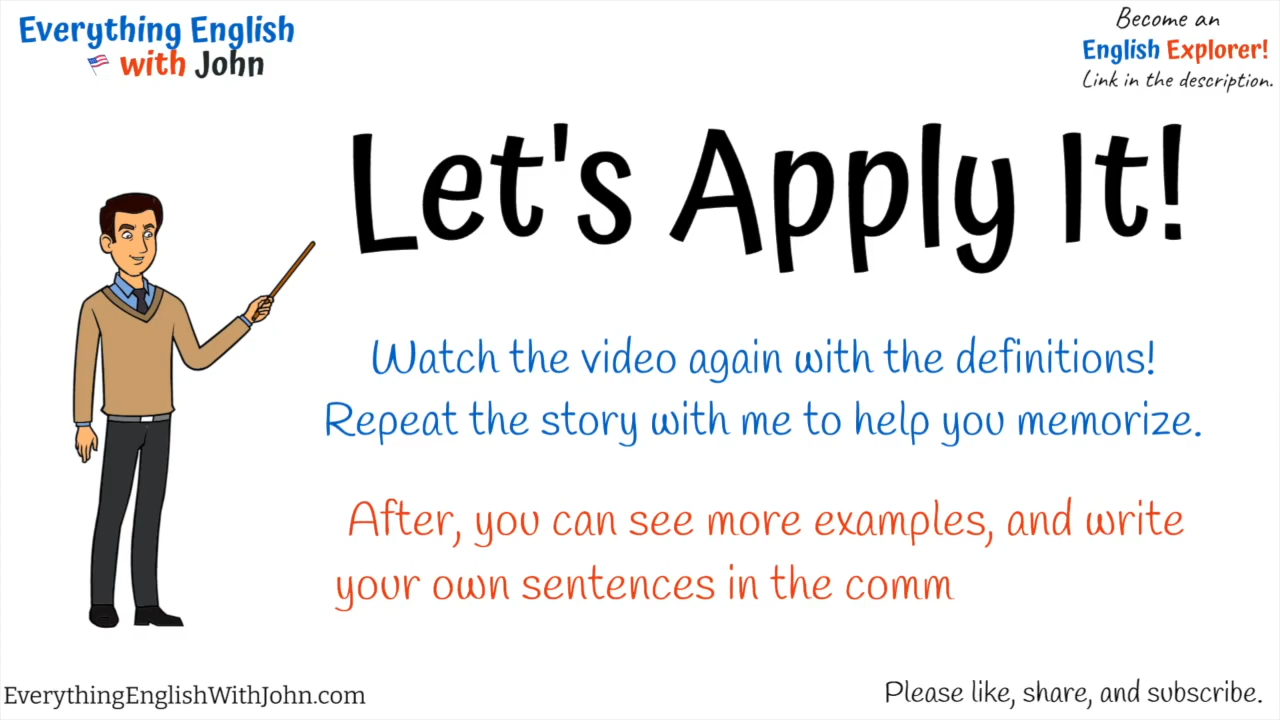 Everything English
with John
Become an
English Explorer!
Link in the description.
Let's Apply It!
Watch the video again with the definitions!
Repeat the story with me to help you memorize.
After, you can see more examples, and write
your own sentences in the comm
EverythingEnglishWithJohn.com
Please like, share, and subscribe.